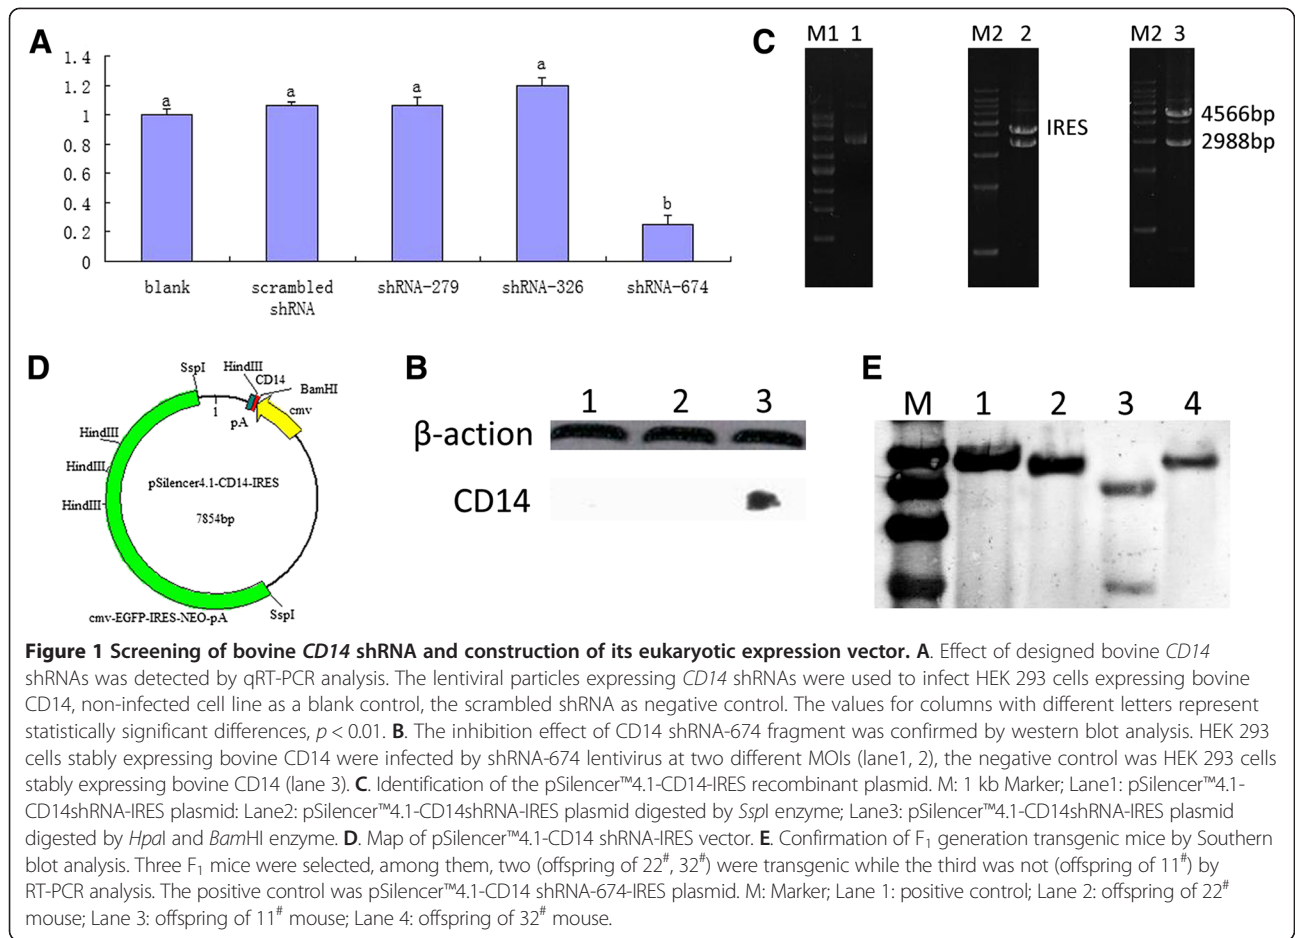 A
1.4
1.2
1
0.8
0.6
0.4
0.2
0
a
a
a
a
b
blank
scrambled
shRNA
shRNA-279
shRNA-326
shRNA-674
C
M1 1
M2 2
IRES
M2 3
4566bp
2988bp
D
SspI
HindIII
CD14
BamHI
1
pA
cmv
HindIII
HindIII
HindIII
pSilencer4.1-CD14-IRES
7854bp
cmv-EGFP-IRES-NEO-pA
SspI
B
1 2 3
β-action
CD14
E
M 1 2 3 4
Figure 1 Screening of bovine CD14 shRNA and construction of its eukaryotic expression vector. A. Effect of designed bovine CD14
shRNAs was detected by qRT-PCR analysis. The lentiviral particles expressing CD14 shRNAs were used to infect HEK 293 cells expressing bovine
CD14, non-infected cell line as a blank control, the scrambled shRNA as negative control. The values for columns with different letters represent
statistically significant differences, p < 0.01. B. The inhibition effect of CD14 shRNA-674 fragment was confirmed by western blot analysis. HEK 293
cells stably expressing bovine CD14 were infected by shRNA-674 lentivirus at two different MOIs (lane1, 2), the negative control was HEK 293 cells
stably expressing bovine CD14 (lane 3). C. Identification of the pSilencer™4.1-CD14-IRES recombinant plasmid. M: 1 kb Marker; Lane1: pSilencer™4.1-
CD14shRNA-IRES plasmid: Lane2: pSilencer™4.1-CD14shRNA-IRES plasmid digested by SspI enzyme; Lane3: pSilencer™4.1-CD14shRNA-IRES plasmid
digested by HpaI and BamHI enzyme. D. Map of pSilencer™4.1-CD14 shRNA-IRES vector. E. Confirmation of F₁ generation transgenic mice by Southern
blot analysis. Three F₁ mice were selected, among them, two (offspring of 22#, 32#) were transgenic while the third was not (offspring of 11#) by
RT-PCR analysis. The positive control was pSilencer™4.1-CD14 shRNA-674-IRES plasmid. M: Marker; Lane 1: positive control; Lane 2: offspring of 22#
mouse; Lane 3: offspring of 11# mouse; Lane 4: offspring of 32# mouse.